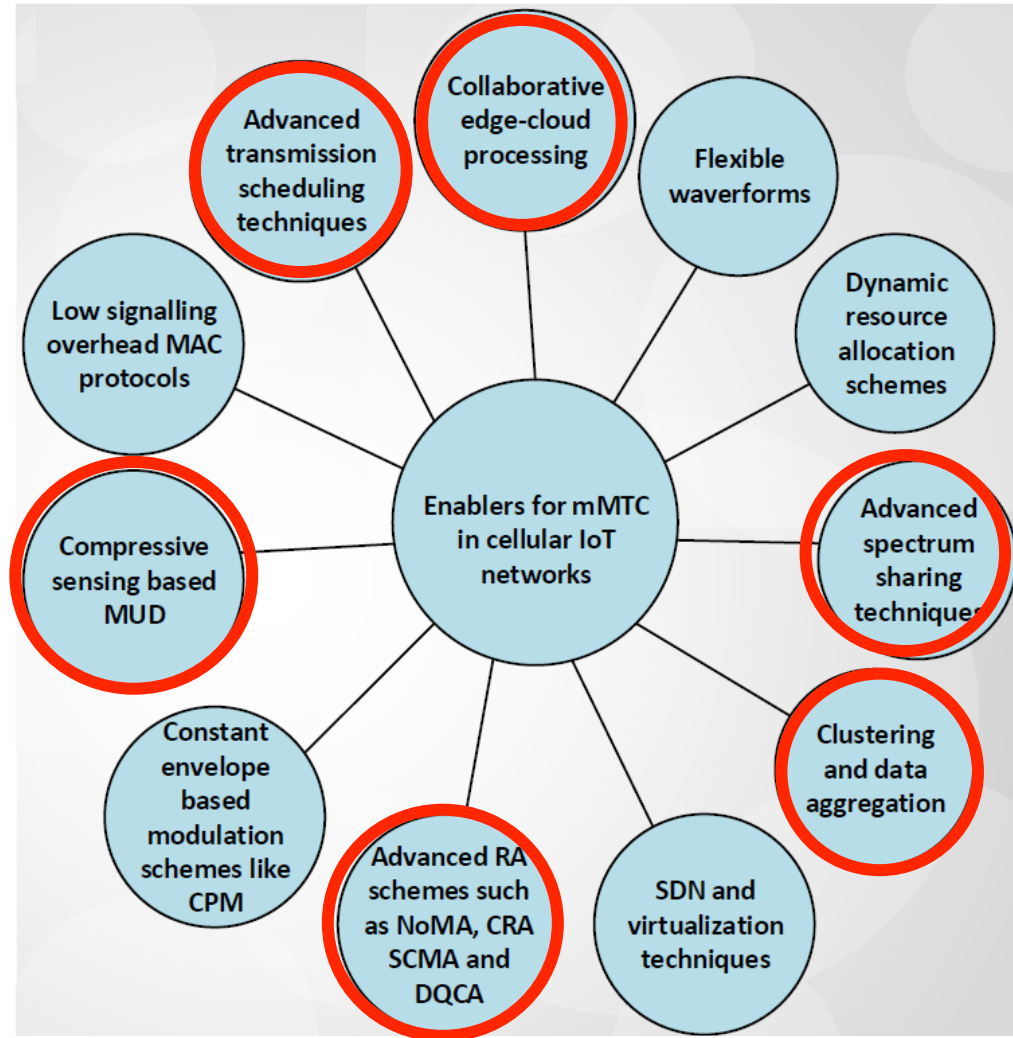 Collaborative
edge-cloud
processing
Advanced
transmission
scheduling
techniques
Flexible
waverforms
Low signalling
overhead MAC
protocols
Dynamic
resource
allocation
schemes
Enablers for mMTC
in cellular IoT
networks
Compressive
sensing based
MUD
Advanced
spectrum
sharing
techniques
Constant
envelope
based
modulation
schemes like
CPM
Clustering
and data
aggregation
Advanced RA
schemes such
as NoMA, CRA
SCMA and
DQCA
SDN and
virtualization
techniques